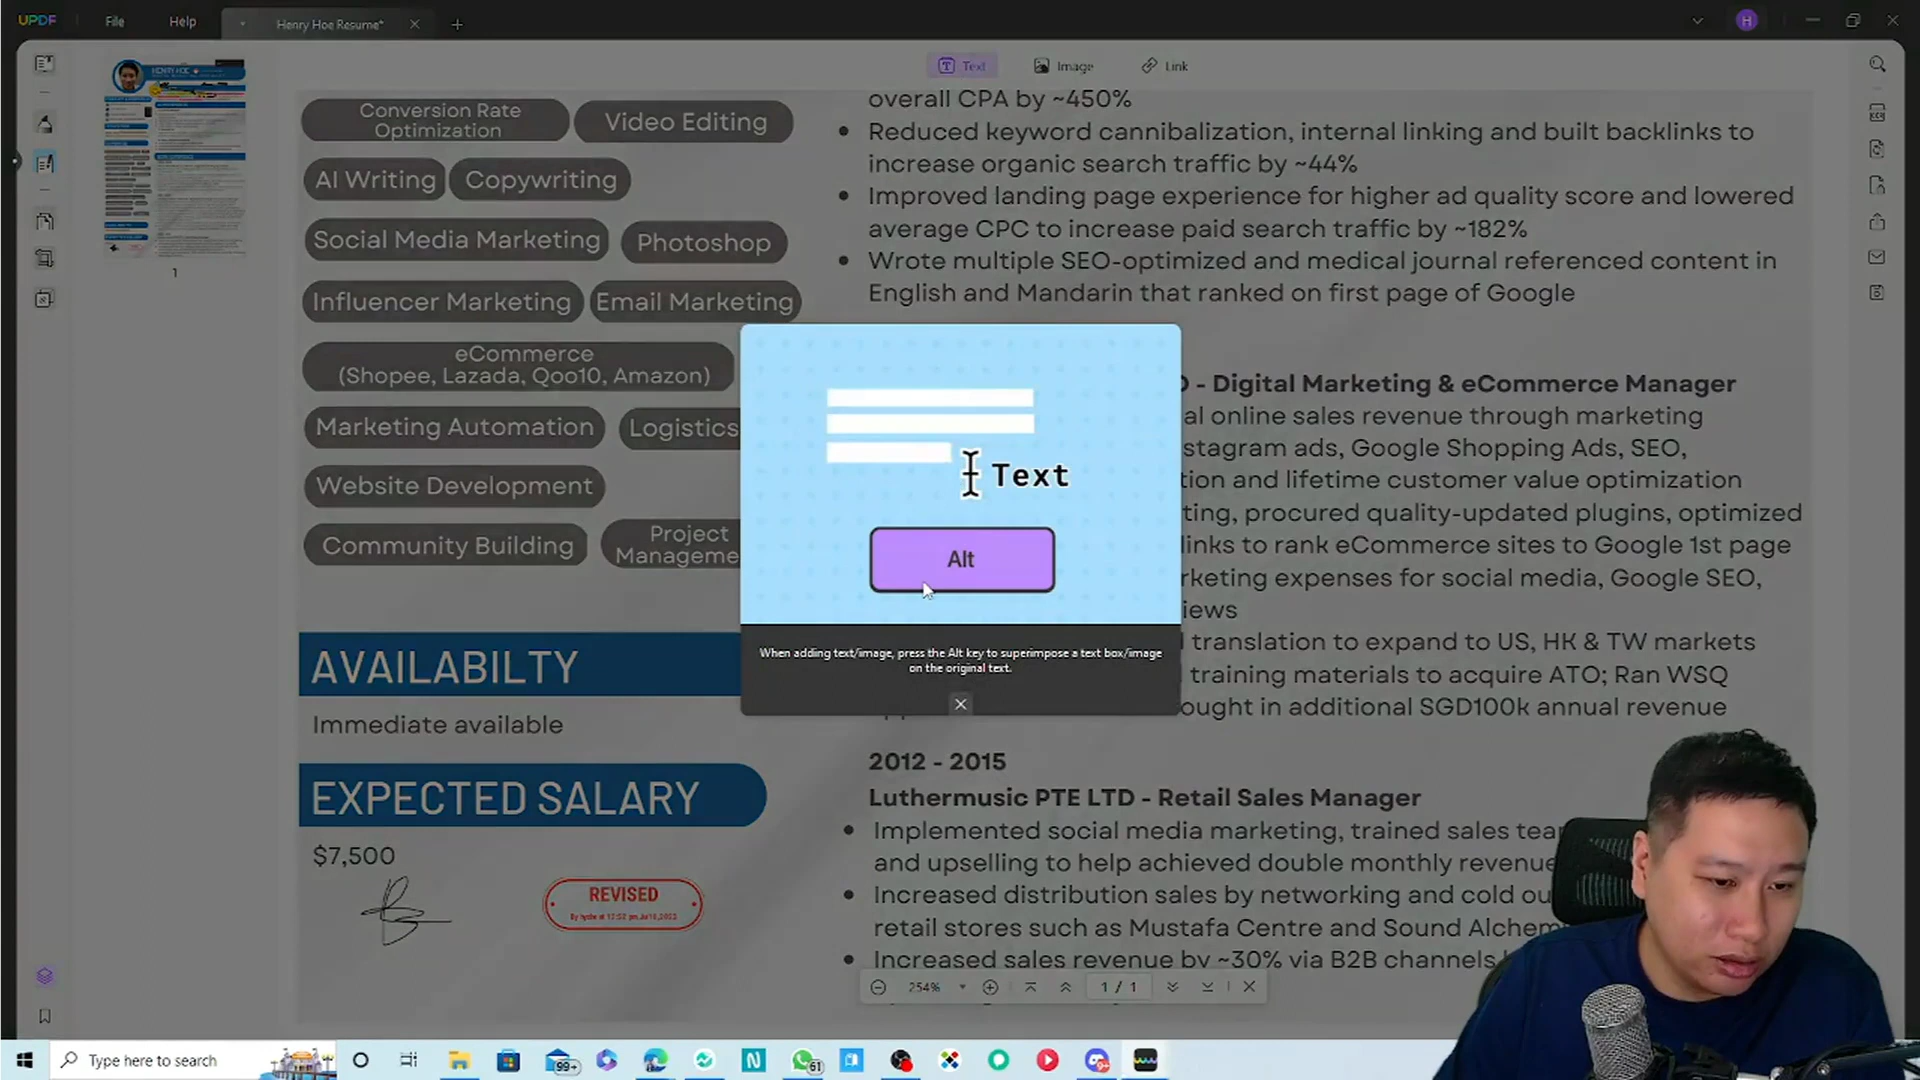 UPDF
File
Help
Henry Hoe Resume*
H
Text
Image
Link
HENRY HOE
1
Conversion Rate
Optimization
Video Editing
AI Writing
Copywriting
Social Media Marketing
Photoshop
Influencer Marketing
Email Marketing
eCommerce
(Shopee, Lazada, Qoo10, Amazon)
Marketing Automation
Logistics
Website Development
Community Building
Project
Manageme
AVAILABILTY
Immediate available
EXPECTED SALARY
$7,500
REVISED
overall CPA by ~450%
Reduced keyword cannibalization, internal linking and built backlinks to
increase organic search traffic by ~44%
Improved landing page experience for higher ad quality score and lowered
average CPC to increase paid search traffic by ~182%
Wrote multiple SEO-optimized and medical journal referenced content in
English and Mandarin that ranked on first page of Google
D - Digital Marketing & eCommerce Manager
al online sales revenue through marketing
stagram ads, Google Shopping Ads, SEO,
tion and lifetime customer value optimization
ting, procured quality-updated plugins, optimized
links to rank eCommerce sites to Google 1st page
rketing expenses for social media, Google SEO,
iews
translation to expand to US, HK & TW markets
training materials to acquire ATO; Ran WSQ
ought in additional SGD100k annual revenue
2012 - 2015
Luthermusic PTE LTD - Retail Sales Manager
Implemented social media marketing, trained sales tea
and upselling to help achieved double monthly revenue
Increased distribution sales by networking and cold ou
retail stores such as Mustafa Centre and Sound Alchem
Increased sales revenue by ~30% via B2B channels
Text
Alt
When adding text/image, press the Alt key to superimpose a text box/image
on the original text.
254%
1 / 1
Type here to search
99+
N
61